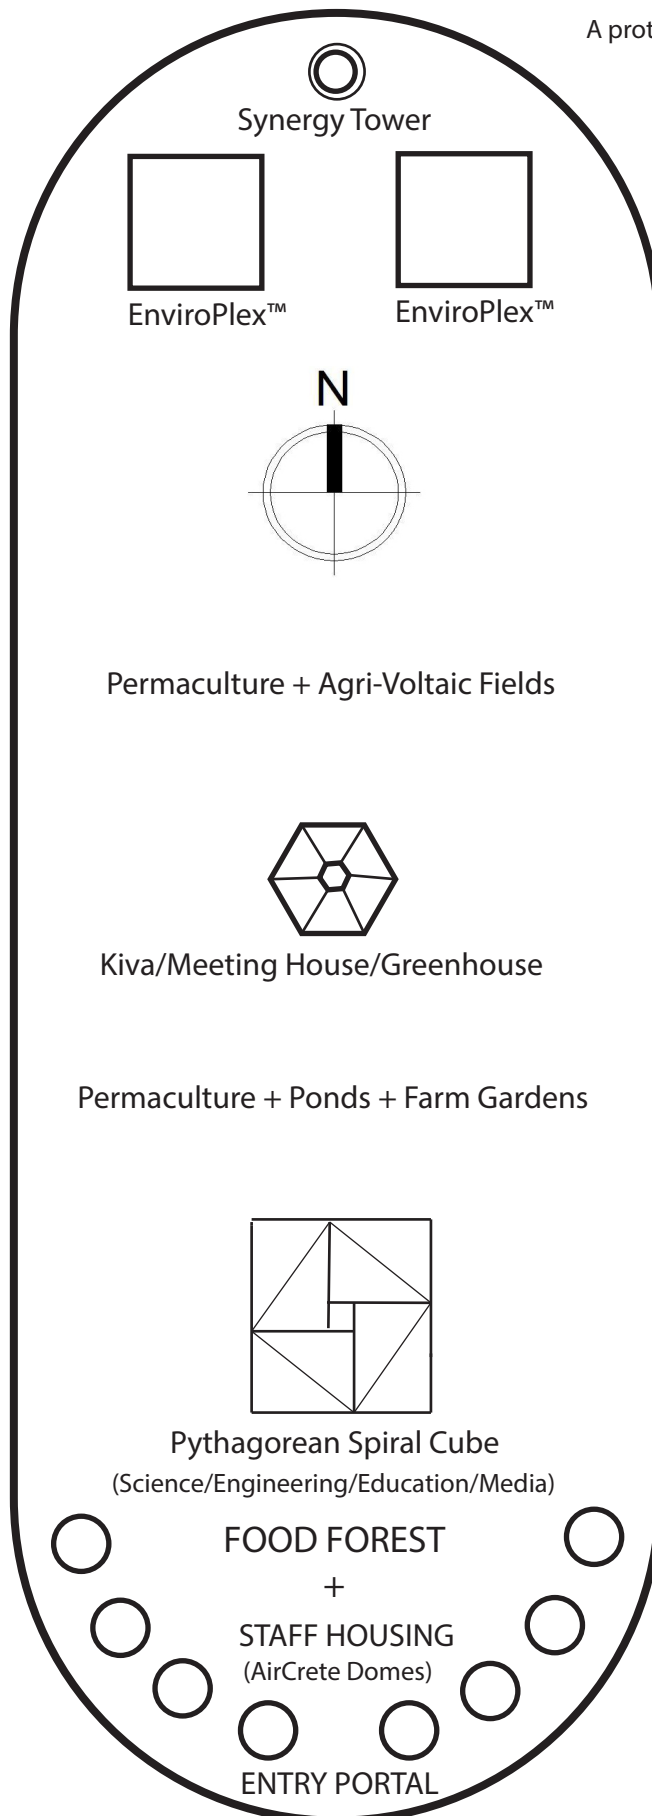 A prot
Synergy Tower
EnviroPlex™
EnviroPlex™
N
Permaculture + Agri-Voltaic Fields
Kiva/Meeting House/Greenhouse
Permaculture + Ponds + Farm Gardens
Pythagorean Spiral Cube
(Science/Engineering/Education/Media)
FOOD FOREST
+
STAFF HOUSING
(AirCrete Domes)
ENTRY PORTAL